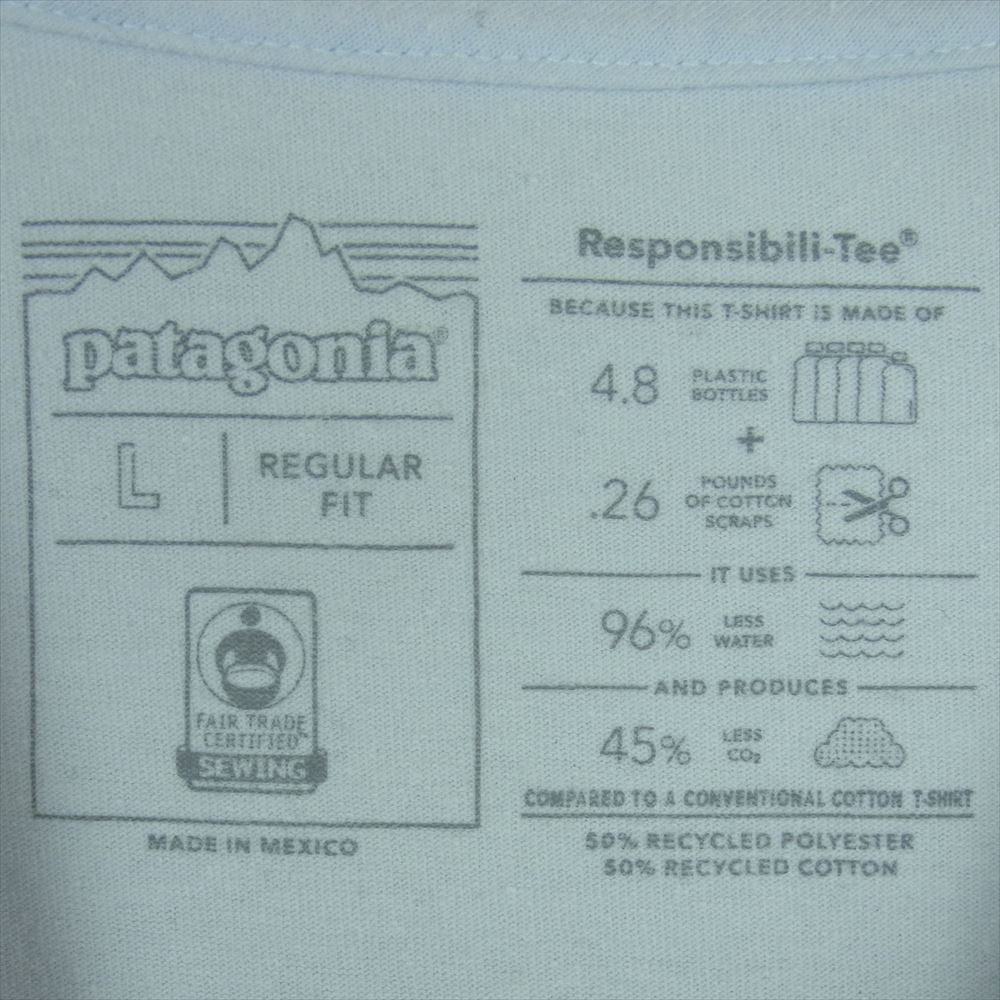 patagonia®
L
REGULAR
FIT
FAIR TRADE
CERTIFIED™
SEWING
MADE IN MEXICO
Responsibili-Tee®
BECAUSE THIS T-SHIRT IS MADE OF
4.8
PLASTIC
BOTTLES
+
.26
POUNDS
OF COTTON
SCRAPS
IT USES
96%
LESS
WATER
AND PRODUCES
45%
LESS
CO₂
COMPARED TO A CONVENTIONAL COTTON T-SHIRT
50% RECYCLED POLYESTER
50% RECYCLED COTTON